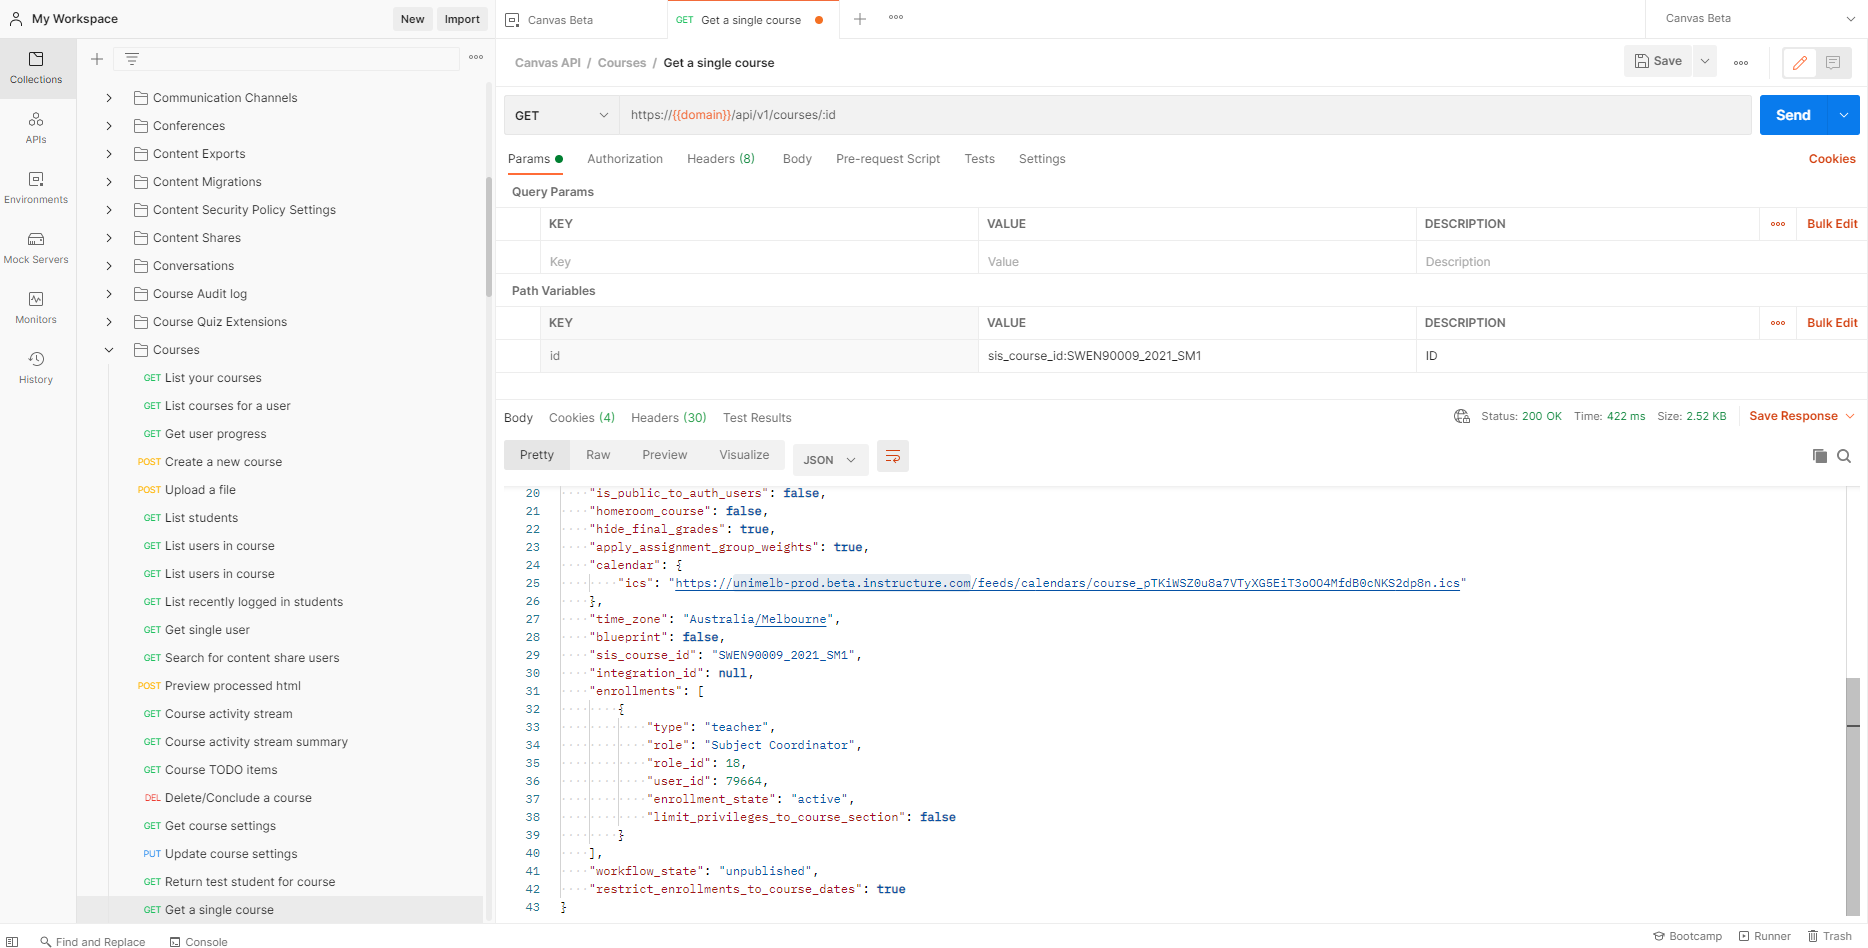 My Workspace
New
Import
Canvas Beta
GET Get a single course
Canvas Beta
Collections
APIs
Environments
Mock Servers
Monitors
History
Communication Channels
Conferences
Content Exports
Content Migrations
Content Security Policy Settings
Content Shares
Conversations
Course Audit log
Course Quiz Extensions
Courses
GET List your courses
GET List courses for a user
GET Get user progress
POST Create a new course
POST Upload a file
GET List students
GET List users in course
GET List users in course
GET List recently logged in students
GET Get single user
GET Search for content share users
POST Preview processed html
GET Course activity stream
GET Course activity stream summary
GET Course TODO items
DEL Delete/Conclude a course
GET Get course settings
PUT Update course settings
GET Return test student for course
GET Get a single course
Canvas API / Courses / Get a single course
Save
GET
https://{{domain}}/api/v1/courses/:id
Send
Params
Authorization
Headers (8)
Body
Pre-request Script
Tests
Settings
Cookies
Query Params
KEY VALUE DESCRIPTION
Bulk Edit
Key Value Description
Path Variables
KEY VALUE DESCRIPTION
Bulk Edit
id sis_course_id:SWEN90009_2021_SM1 ID
Body Cookies (4) Headers (30) Test Results
Status: 200 OK Time: 422 ms Size: 2.52 KB
Save Response
Pretty Raw Preview Visualize JSON
20 "is_public_to_auth_users": false,
21 "homeroom_course": false,
22 "hide_final_grades": true,
23 "apply_assignment_group_weights": true,
24 "calendar": {
25 "ics": "https://unimelb-prod.beta.instructure.com/feeds/calendars/course_pTKiWSZ0u8a7VTyXG5EiT3oOO4MfdB0cNKS2dp8n.ics"
26 },
27 "time_zone": "Australia/Melbourne",
28 "blueprint": false,
29 "sis_course_id": "SWEN90009_2021_SM1",
30 "integration_id": null,
31 "enrollments": [
32 {
33 "type": "teacher",
34 "role": "Subject Coordinator",
35 "role_id": 18,
36 "user_id": 79664,
37 "enrollment_state": "active",
38 "limit_privileges_to_course_section": false
39 }
40 ],
41 "workflow_state": "unpublished",
42 "restrict_enrollments_to_course_dates": true
43 }
Find and Replace
Console
Bootcamp
Runner
Trash